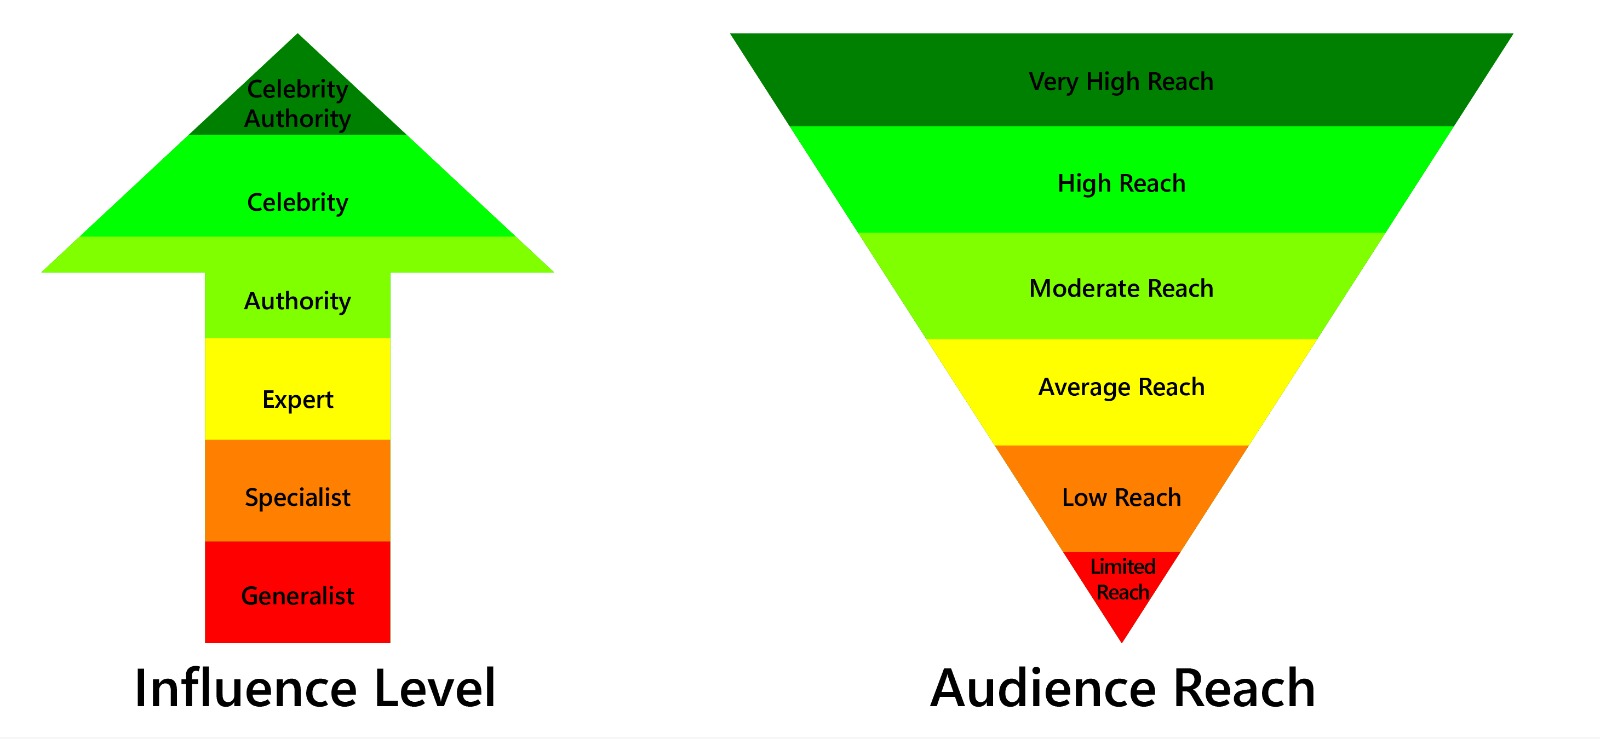 Celebrity
Authority
Celebrity
Authority
Expert
Specialist
Generalist
Influence Level
Very High Reach
High Reach
Moderate Reach
Average Reach
Low Reach
Limited
Reach
Audience Reach